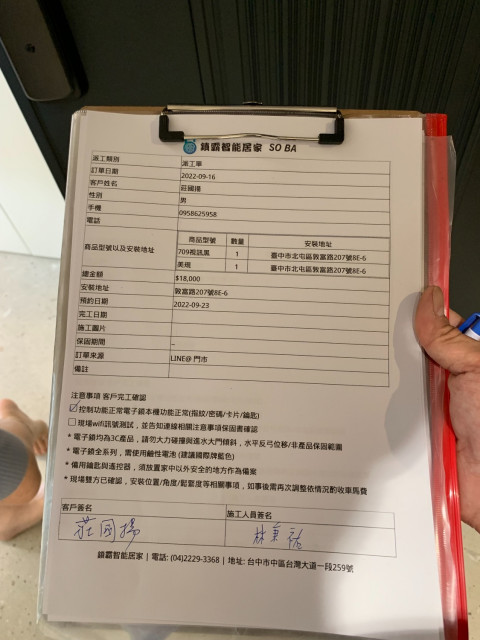 鎖霸智能居家 SO BA
派工類別 派工單
訂單日期 2022-09-16
客戶姓名 莊國揚
性別 男
手機 0958625958
電話
商品型號以及安裝地址
商品型號 數量 安裝地址
709視訊黑 1 臺中市北屯區敦富路207號8E-6
美規 1 臺中市北屯區敦富路207號8E-6
總金額 $18,000
安裝地址 敦富路207號8E-6
預約日期 2022-09-23
完工日期
施工圖片
保固期間 –
訂單來源 LINE@ 門市
備註
注意事項 客戶完工確認
☑控制功能正常電子鎖本機功能正常(指紋/密碼/卡片/鑰匙)
□現場wifi訊號測試，並告知連線相關注意事項保固書確認
* 電子鎖均為3C產品，請勿大力碰撞與進水大門傾斜，水平反弓位移/非產品保固範圍
* 電子鎖全系列，需使用鹼性電池 (建議國際牌藍色)
* 備用鑰匙與遙控器，須放置家中以外安全的地方作為備案
* 現場雙方已確認，安裝位置/角度/鬆緊度等相關事項，如事後需再次調整依情況酌收車馬費
客戶簽名 施工人員簽名
莊國揚 林秉諺
鎖霸智能居家 | 電話: (04)2229-3368 | 地址: 台中市中區台灣大道一段259號